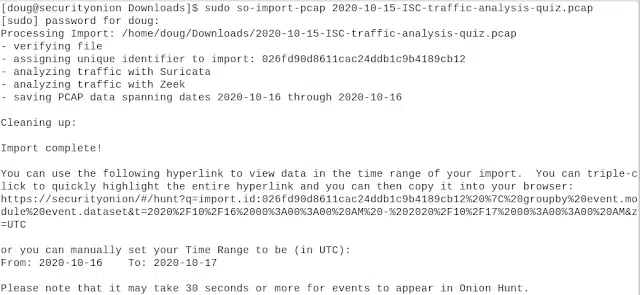 [doug@securityonion Downloads]$ sudo so-import-pcap 2020-10-15-ISC-traffic-analysis-quiz.pcap
[sudo] password for doug:
Processing Import: /home/doug/Downloads/2020-10-15-ISC-traffic-analysis-quiz.pcap
- verifying file
- assigning unique identifier to import: 026fd90d8611cac24ddb1c9b4189cb12
- analyzing traffic with Suricata
- analyzing traffic with Zeek
- saving PCAP data spanning dates 2020-10-16 through 2020-10-16
Cleaning up:
Import complete!
You can use the following hyperlink to view data in the time range of your import.  You can triple-c
lick to quickly highlight the entire hyperlink and you can then copy it into your browser:
https://securityonion/#/hunt?q=import.id:026fd90d8611cac24ddb1c9b4189cb12%20%7C%20groupby%20event.mo
dule%20event.dataset&t=2020%2F10%2F16%2000%3A00%3A00%20AM%20-%202020%2F10%2F17%2000%3A00%3A00%20AM&z
=UTC
or you can manually set your Time Range to be (in UTC):
From: 2020-10-16    To: 2020-10-17
Please note that it may take 30 seconds or more for events to appear in Onion Hunt.